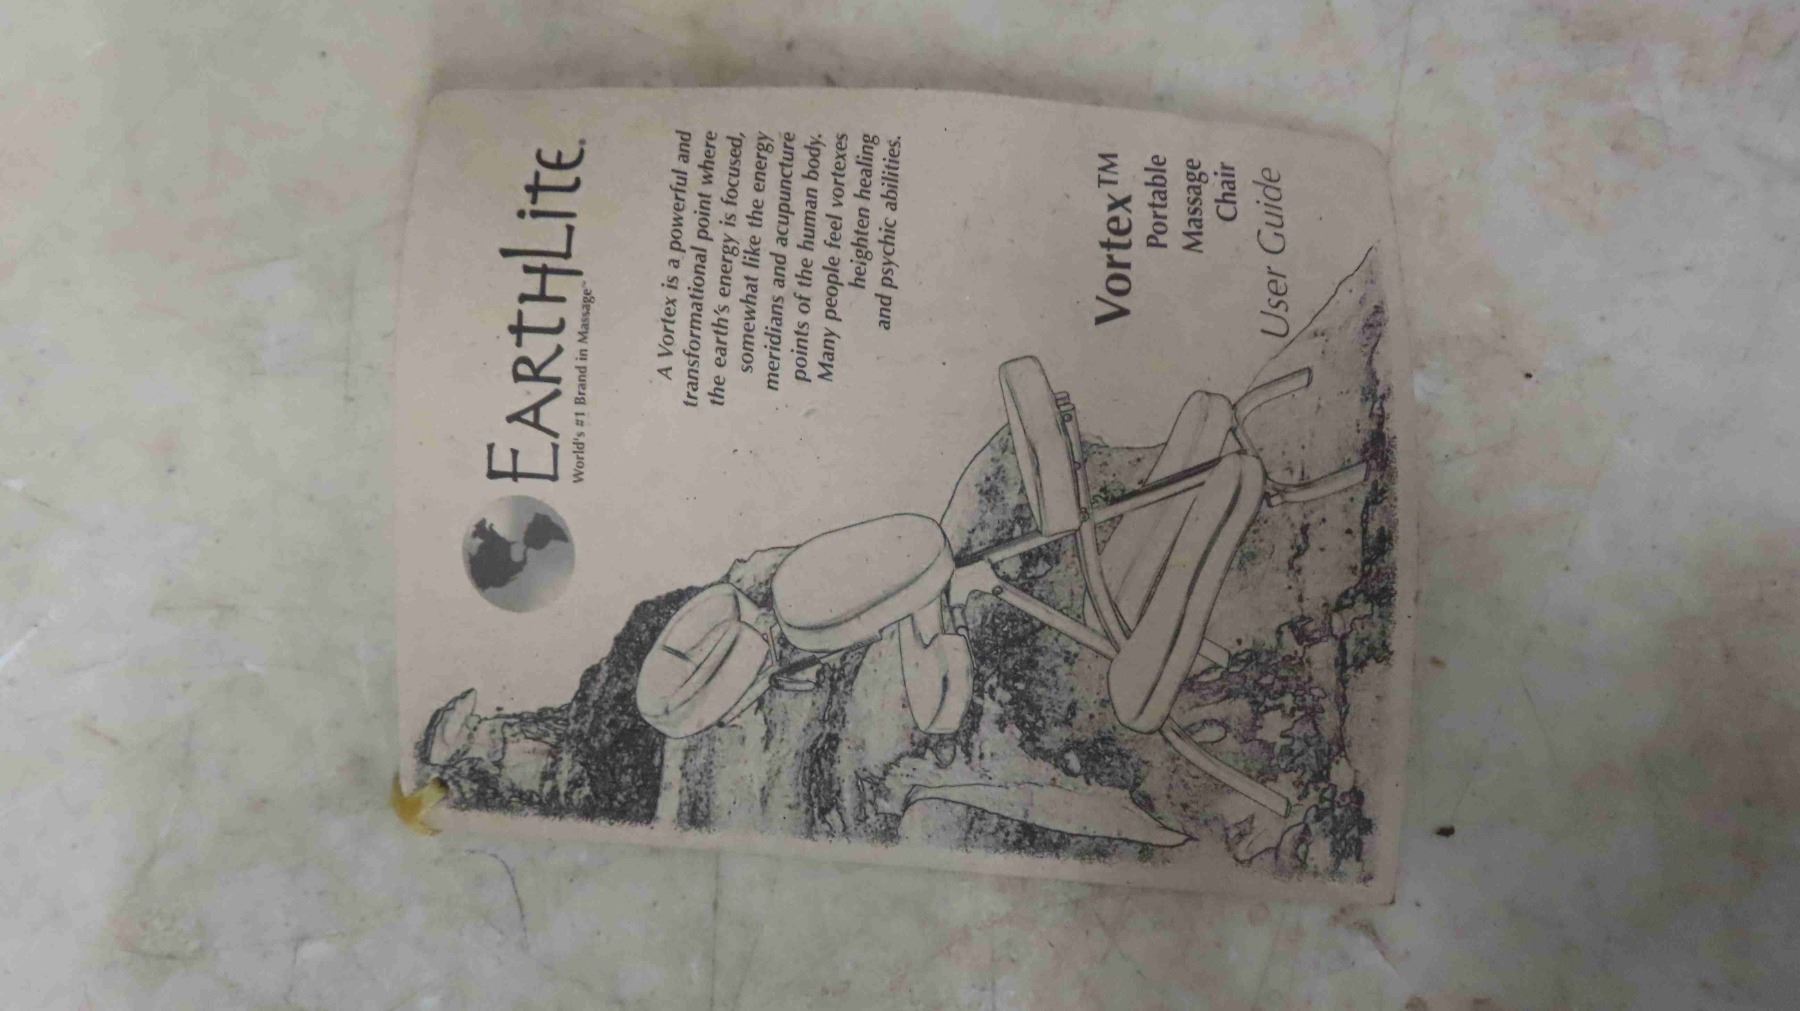 EARTHLITE®
World's #1 Brand in Massage™
A Vortex is a powerful and
transformational point where
the earth's energy is focused,
somewhat like the energy
meridians and acupuncture
points of the human body.
Many people feel vortexes
heighten healing
and psychic abilities.
Vortex™
Portable
Massage
Chair
User Guide